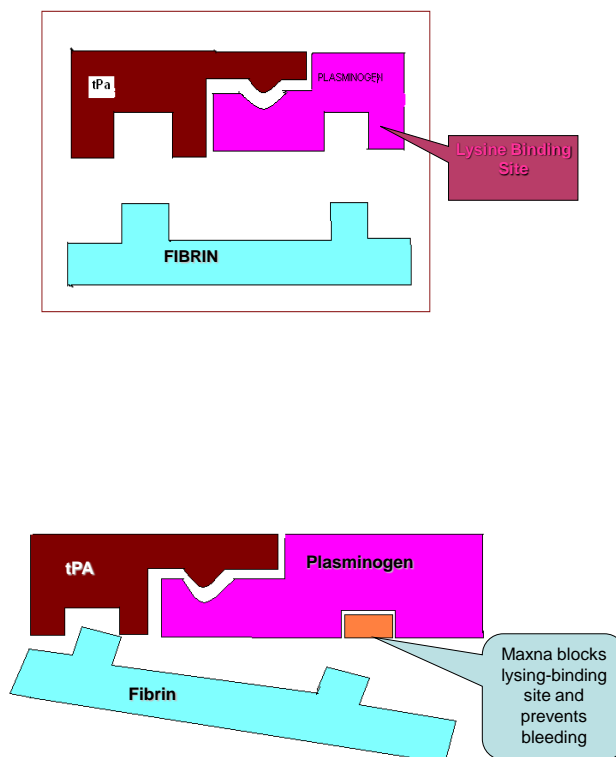 tPa
PLASMINOGEN
Lysine Binding
Site
FIBRIN
tPA
Plasminogen
Fibrin
Maxna blocks
lysing-binding
site and
prevents
bleeding